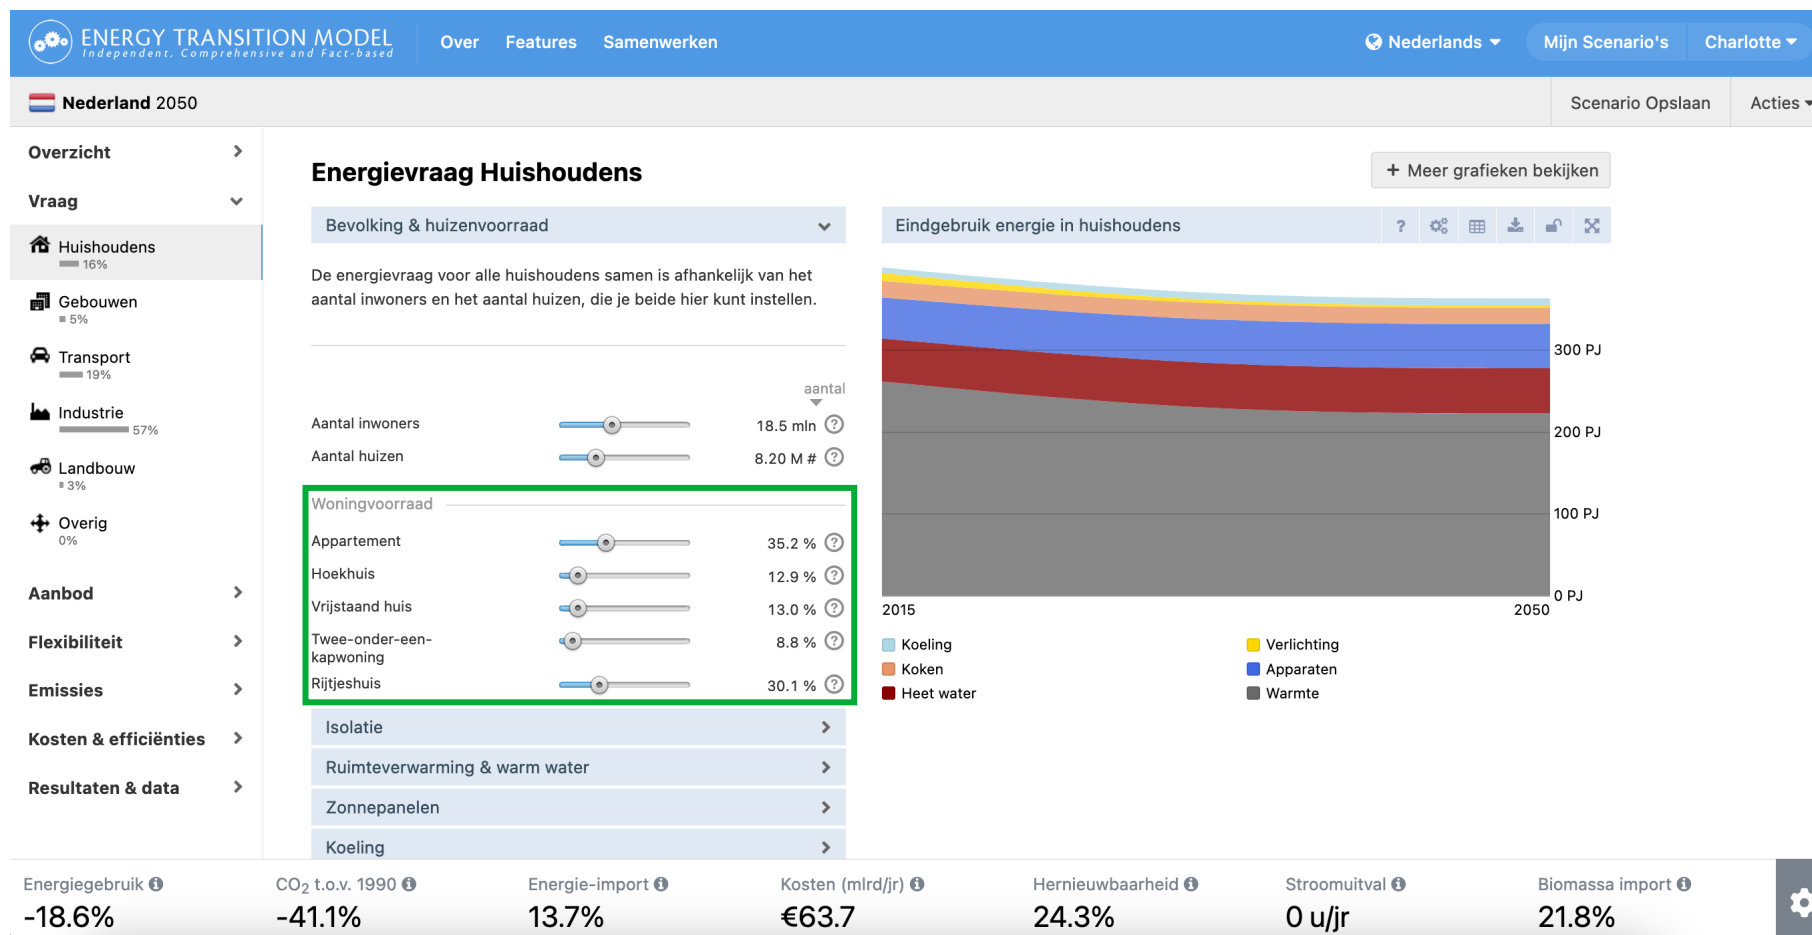 ENERGY TRANSITION MODEL
Independent, Comprehensive and Fact-based
Over
Features
Samenwerken
Nederlands
Mijn Scenario's
Charlotte
Nederland 2050
Scenario Opslaan
Acties
Overzicht
Vraag
Huishoudens
16%
Gebouwen
5%
Transport
19%
Industrie
57%
Landbouw
3%
Overig
0%
Aanbod
Flexibiliteit
Emissies
Kosten & efficiënties
Resultaten & data
Energievraag Huishoudens
Bevolking & huizenvoorraad
De energievraag voor alle huishoudens samen is afhankelijk van het
aantal inwoners en het aantal huizen, die je beide hier kunt instellen.
aantal
Aantal inwoners 18.5 mln ?
Aantal huizen 8.20 M # ?
Woningvoorraad
Appartement 35.2 % ?
Hoekhuis 12.9 % ?
Vrijstaand huis 13.0 % ?
Twee-onder-een-
kapwoning 8.8 % ?
Rijtjeshuis 30.1 % ?
Isolatie
Ruimteverwarming & warm water
Zonnepanelen
Koeling
+ Meer grafieken bekijken
Eindgebruik energie in huishoudens ?
300 PJ
200 PJ
100 PJ
0 PJ
2015 2050
Koeling
Verlichting
Koken
Apparaten
Heet water
Warmte
Energiegebruik
-18.6%
CO2 t.o.v. 1990
-41.1%
Energie-import
13.7%
Kosten (mlrd/jr)
€63.7
Hernieuwbaarheid
24.3%
Stroomuitval
0 u/jr
Biomassa import
21.8%